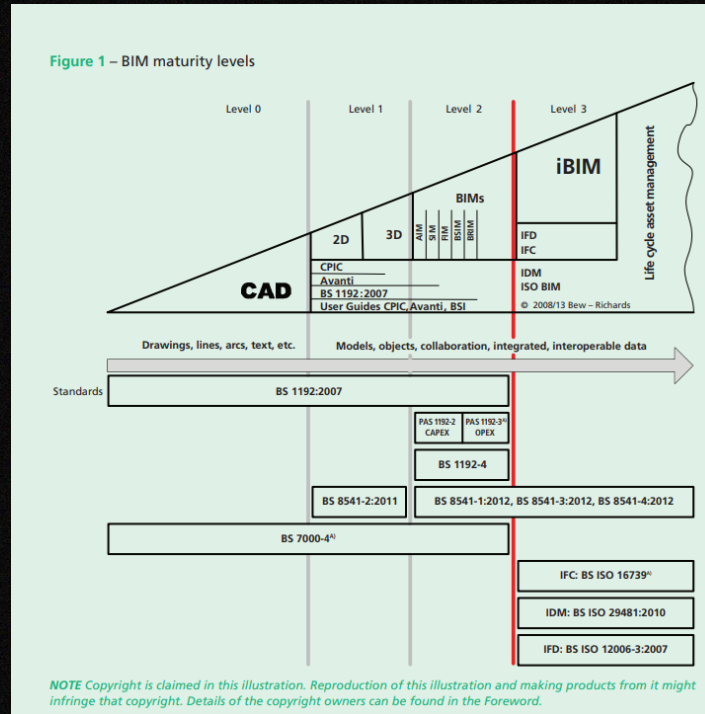 Figure 1 – BIM maturity levels
Level 0
Level 1
Level 2
Level 3
iBIM
Life cycle asset management
BIMs
2D
3D
AIM
SIM
FIM
BSIM
BRIM
IFD
IFC
CAD
CPIC
Avanti
BS 1192:2007
User Guides CPIC, Avanti, BSI
IDM
ISO BIM
© 2008/13 Bew – Richards
Drawings, lines, arcs, text, etc.
Models, objects, collaboration, integrated, interoperable data
Standards
BS 1192:2007
PAS 1192-2
CAPEX
PAS 1192-3ᴬ⁾
OPEX
BS 1192-4
BS 8541-2:2011
BS 8541-1:2012, BS 8541-3:2012, BS 8541-4:2012
BS 7000-4ᴬ⁾
IFC: BS ISO 16739ᴬ⁾
IDM: BS ISO 29481:2010
IFD: BS ISO 12006-3:2007
NOTE Copyright is claimed in this illustration. Reproduction of this illustration and making products from it might
infringe that copyright. Details of the copyright owners can be found in the Foreword.